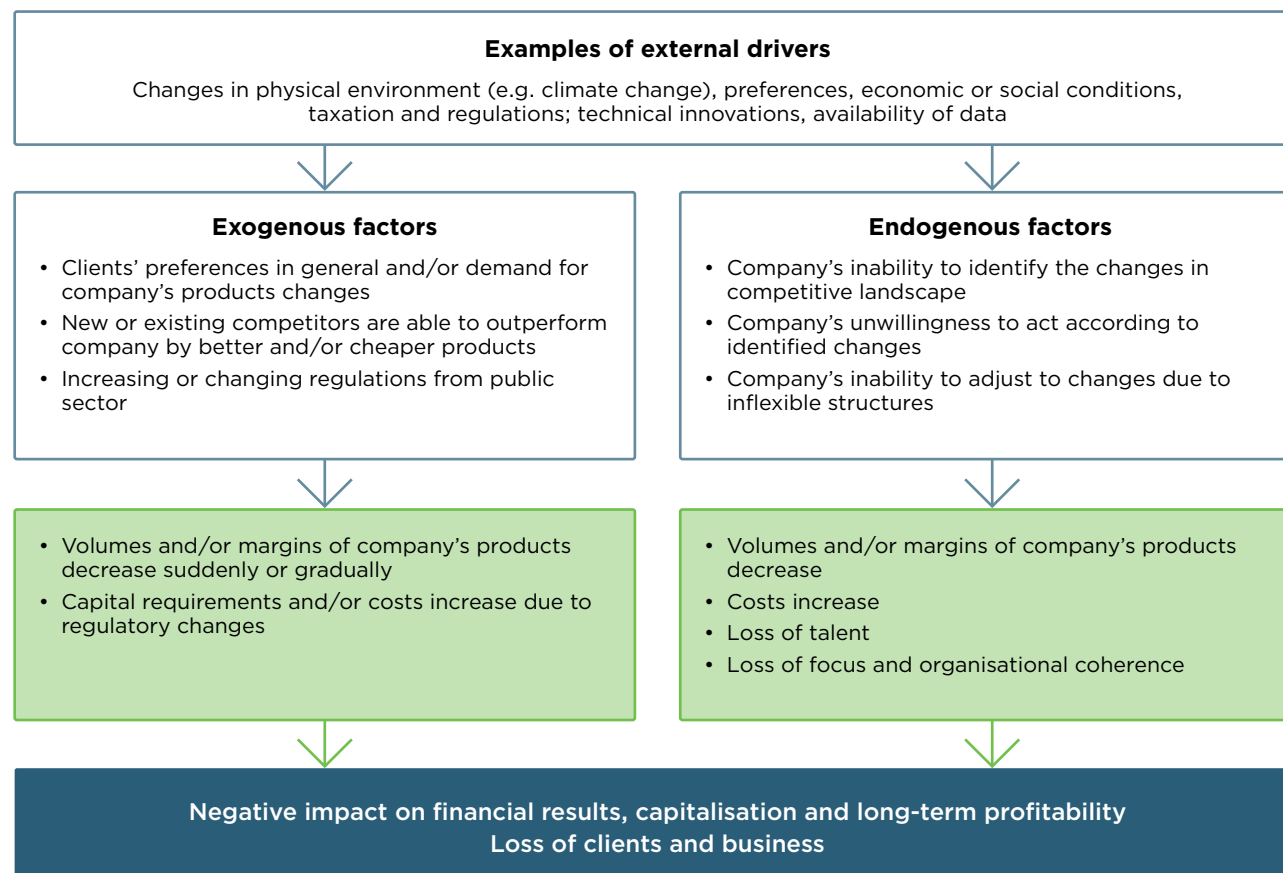 Examples of external drivers
Changes in physical environment (e.g. climate change), preferences, economic or social conditions,
taxation and regulations; technical innovations, availability of data
Exogenous factors
• Clients’ preferences in general and/or demand for
company’s products changes
• New or existing competitors are able to outperform
company by better and/or cheaper products
• Increasing or changing regulations from public
sector
Endogenous factors
• Company’s inability to identify the changes in
competitive landscape
• Company’s unwillingness to act according to
identified changes
• Company’s inability to adjust to changes due to
inflexible structures
• Volumes and/or margins of company’s products
decrease suddenly or gradually
• Capital requirements and/or costs increase due to
regulatory changes
• Volumes and/or margins of company’s products
decrease
• Costs increase
• Loss of talent
• Loss of focus and organisational coherence
Negative impact on financial results, capitalisation and long-term profitability
Loss of clients and business